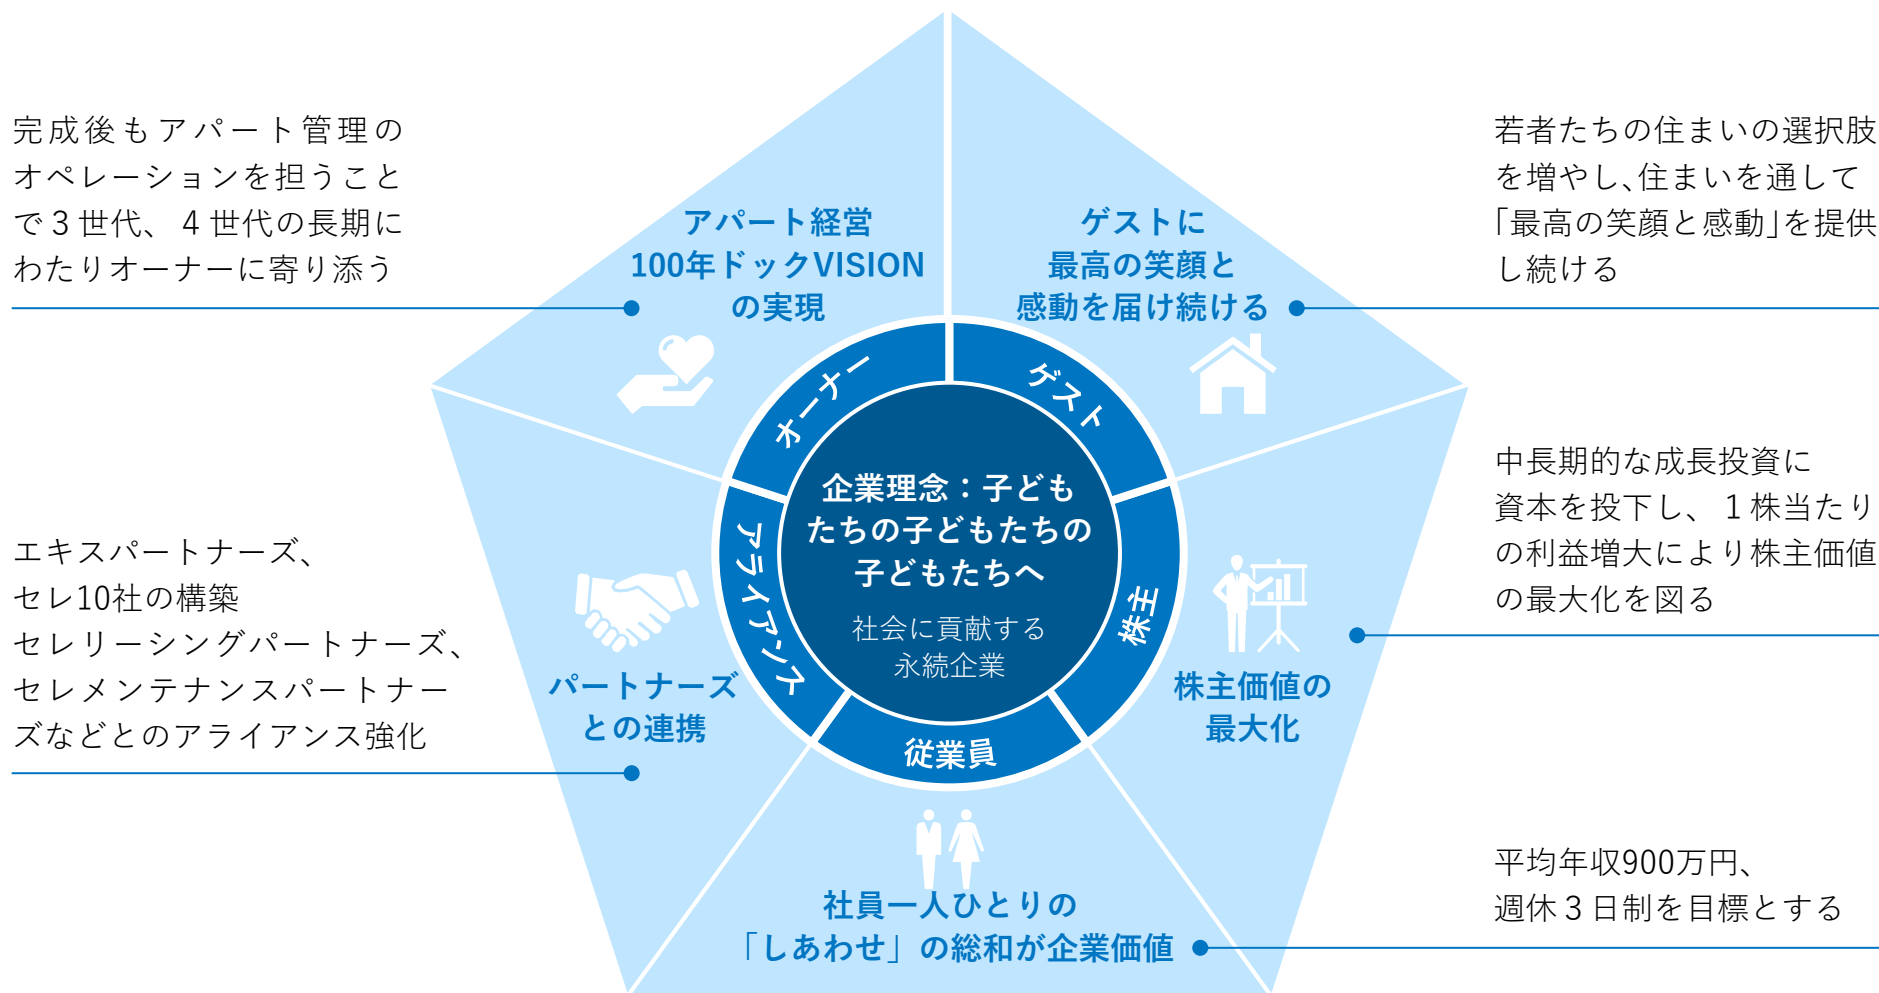 完成後もアパート管理の
オペレーションを担うこと
で3世代、4世代の長期に
わたりオーナーに寄り添う
アパート経営
100年ドックVISION
の実現
ゲストに
最高の笑顔と
感動を届け続ける
若者たちの住まいの選択肢
を増やし、住まいを通して
「最高の笑顔と感動」を提供
し続ける
オーナー
ゲスト
企業理念：子ども
たちの子どもたちの
子どもたちへ
社会に貢献する
永続企業
アライアンス
株主
従業員
エキスパートナーズ、
セレ10社の構築
セレリーシングパートナーズ、
セレメンテナンスパートナー
ズなどとのアライアンス強化
パートナーズ
との連携
中長期的な成長投資に
資本を投下し、1株当たり
の利益増大により株主価値
の最大化を図る
株主価値の
最大化
社員一人ひとりの
「しあわせ」の総和が企業価値
平均年収900万円、
週休3日制を目標とする